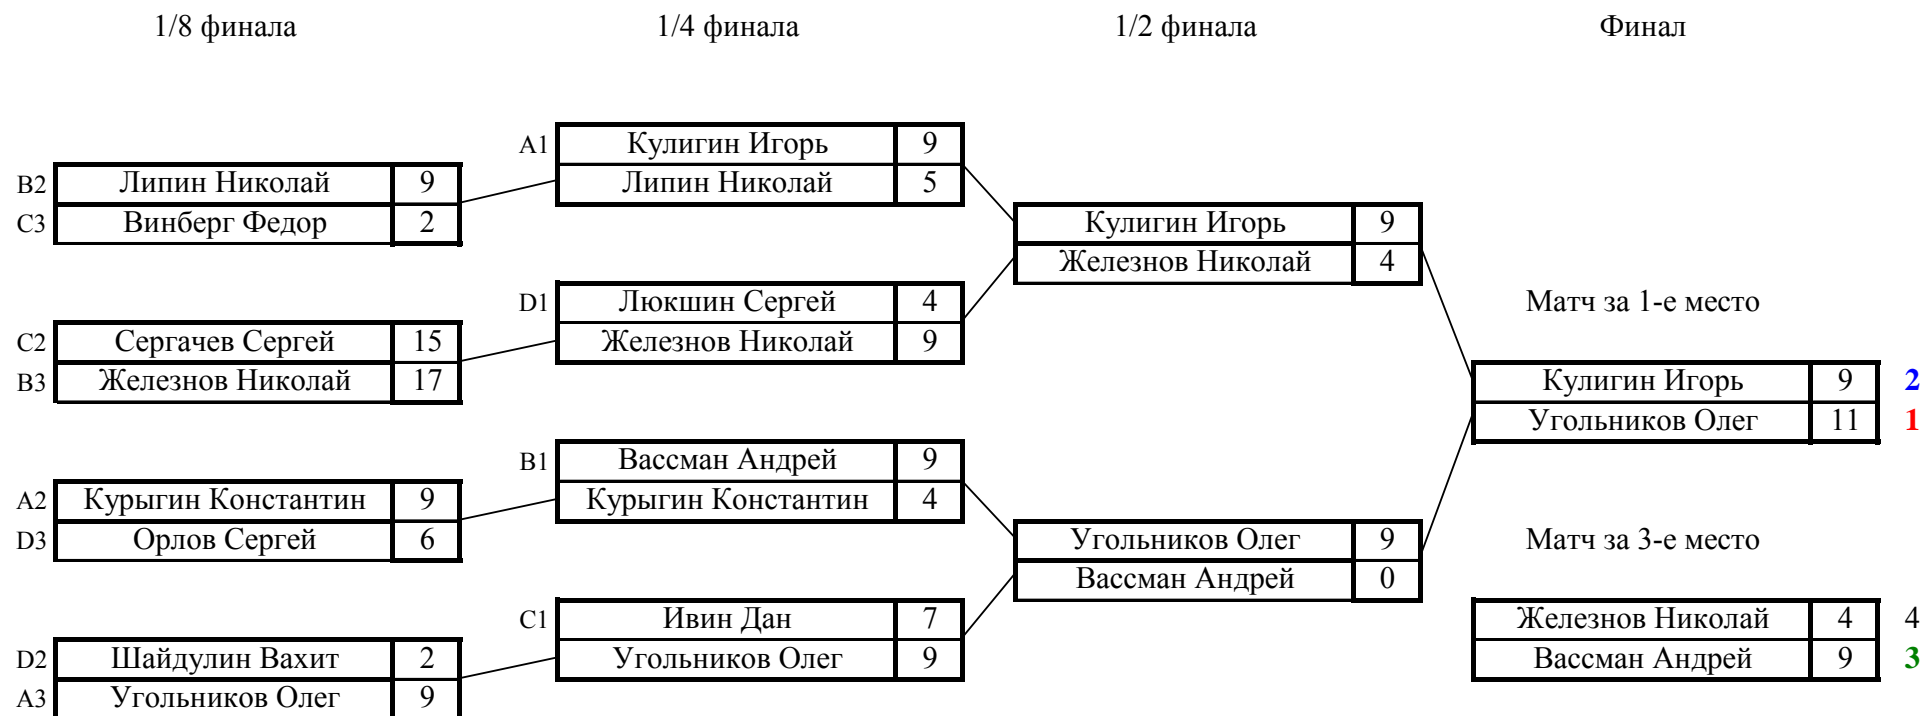 1/8 финала
1/4 финала
1/2 финала
Финал
A1 Кулигин Игорь 9
B2 Липин Николай 9
Липин Николай 5
C3 Винберг Федор 2
Кулигин Игорь 9
Железнов Николай 4
D1 Люкшин Сергей 4
Матч за 1-е место
C2 Сергачев Сергей 15
Железнов Николай 9
B3 Железнов Николай 17
Кулигин Игорь 9 2
Угольников Олег 11 1
B1 Вассман Андрей 9
A2 Курыгин Константин 9
Курыгин Константин 4
D3 Орлов Сергей 6
Угольников Олег 9
Матч за 3-е место
Вассман Андрей 0
C1 Ивин Дан 7
Железнов Николай 4 4
D2 Шайдулин Вахит 2
Угольников Олег 9
Вассман Андрей 9 3
A3 Угольников Олег 9